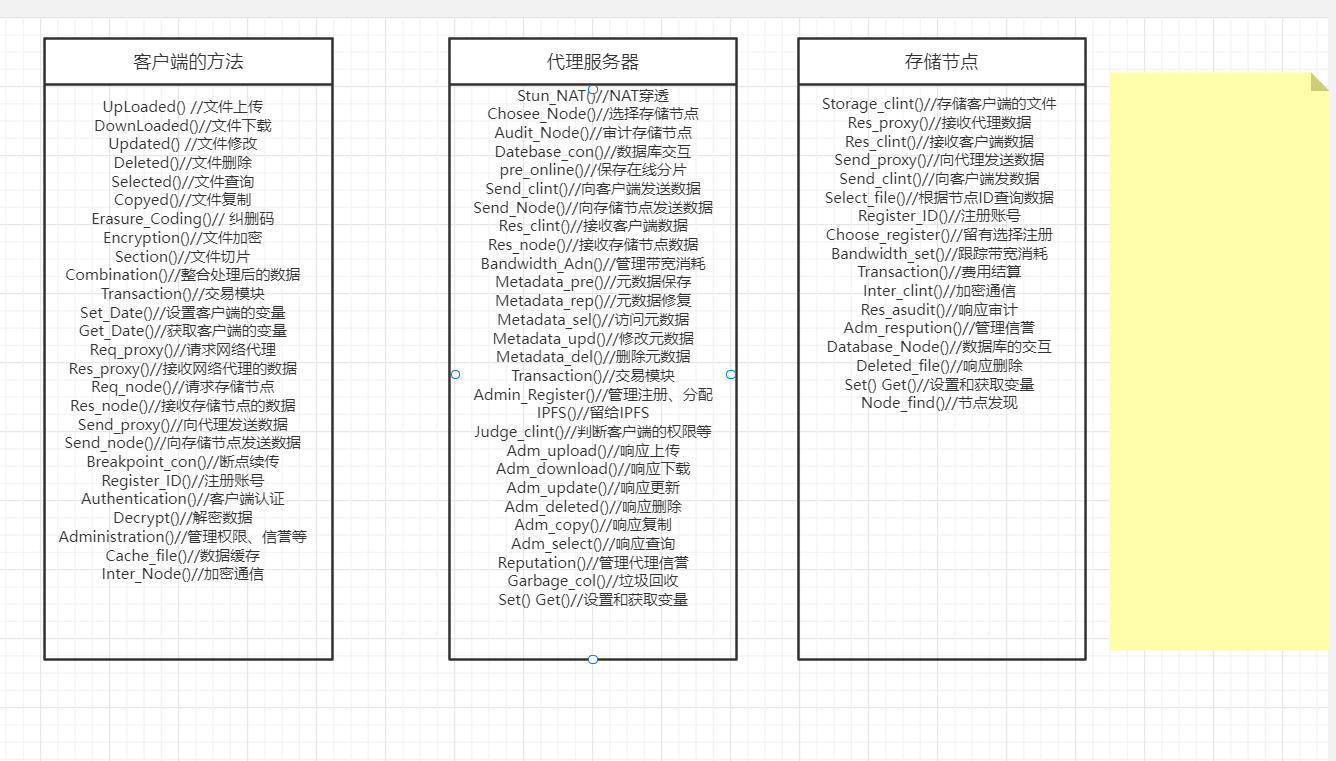 客户端的方法
UpLoaded() //文件上传
DownLoaded()//文件下载
Updated() //文件修改
Deleted()//文件删除
Selected()//文件查询
Copyed()//文件复制
Erasure_Coding()// 纠删码
Encryption()//文件加密
Section()//文件切片
Combination()//整合处理后的数据
Transaction()//交易模块
Set_Date()//设置客户端的变量
Get_Date()//获取客户端的变量
Req_proxy()//请求网络代理
Res_proxy()//接收网络代理的数据
Req_node()//请求存储节点
Res_node()//接收存储节点的数据
Send_proxy()//向代理发送数据
Send_node()//向存储节点发送数据
Breakpoint_con()//断点续传
Register_ID()//注册账号
Authentication()//客户端认证
Decrypt()//解密数据
Administration()//管理权限、信誉等
Cache_file()//数据缓存
Inter_Node()//加密通信
代理服务器
Stun_NAT()//NAT穿透
Chosee_Node()//选择存储节点
Audit_Node()//审计存储节点
Datebase_con()//数据库交互
pre_online()//保存在线分片
Send_clint()//向客户端发送数据
Send_Node()//向存储节点发送数据
Res_clint()//接收客户端数据
Res_node()//接收存储节点数据
Bandwidth_Adn()//管理带宽消耗
Metadata_pre()//元数据保存
Metadata_rep()//元数据修复
Metadata_sel()//访问元数据
Metadata_upd()//修改元数据
Metadata_del()//删除元数据
Transaction()//交易模块
Admin_Register()//管理注册、分配
IPFS()//留给IPFS
Judge_clint()//判断客户端的权限等
Adm_upload()//响应上传
Adm_download()//响应下载
Adm_update()//响应更新
Adm_deleted()//响应删除
Adm_copy()//响应复制
Adm_select()//响应查询
Reputation()//管理代理信誉
Garbage_col()//垃圾回收
Set() Get()//设置和获取变量
存储节点
Storage_clint()//存储客户端的文件
Res_proxy()//接收代理数据
Res_clint()//接收客户端数据
Send_proxy()//向代理发送数据
Send_clint()//向客户端发数据
Select_file()//根据节点ID查询数据
Register_ID()//注册账号
Choose_register()//留有选择注册
Bandwidth_set()//跟踪带宽消耗
Transaction()//费用结算
Inter_clint()//加密通信
Res_asudit()//响应审计
Adm_respution()//管理信誉
Database_Node()//数据库的交互
Deleted_file()//响应删除
Set() Get()//设置和获取变量
Node_find()//节点发现